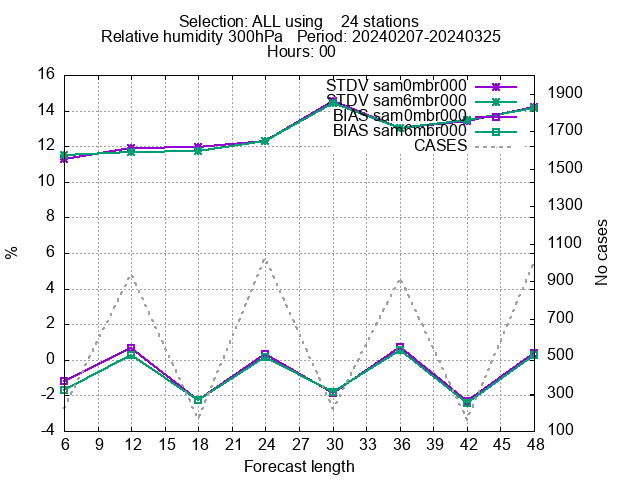 Selection: ALL using    24 stations
Relative humidity 300hPa   Period: 20240207-20240325
Hours: 00
STDV sam0mbr000
STDV sam6mbr000
BIAS sam0mbr000
BIAS sam6mbr000
CASES
16
14
12
10
8
6
4
2
0
-2
-4
%
1900
1700
1500
1300
1100
900
700
500
300
100
No cases
6 9 12 15 18 21 24 27 30 33 36 39 42 45 48
Forecast length